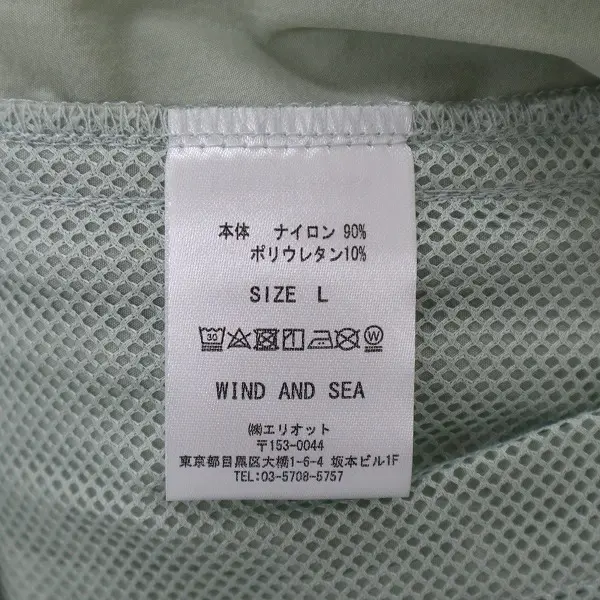 本体 ナイロン 90%
ポリウレタン10%
SIZE L
30 W
WIND AND SEA
㈱エリオット
〒153-0044
東京都目黒区大橋1-6-4 坂本ビル1F
TEL:03-5708-5757